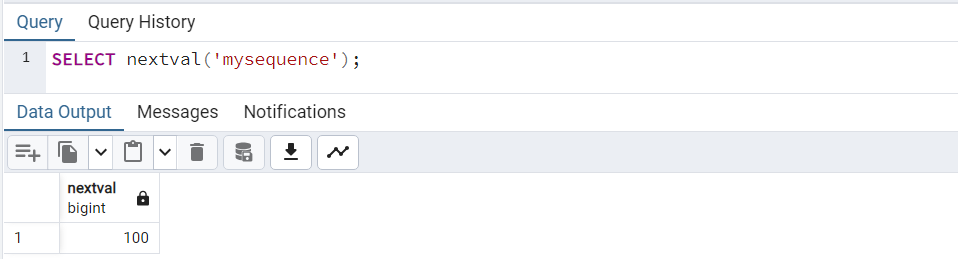 Query Query History
1 SELECT nextval('mysequence');
Data Output Messages Notifications
nextval
bigint
1 100